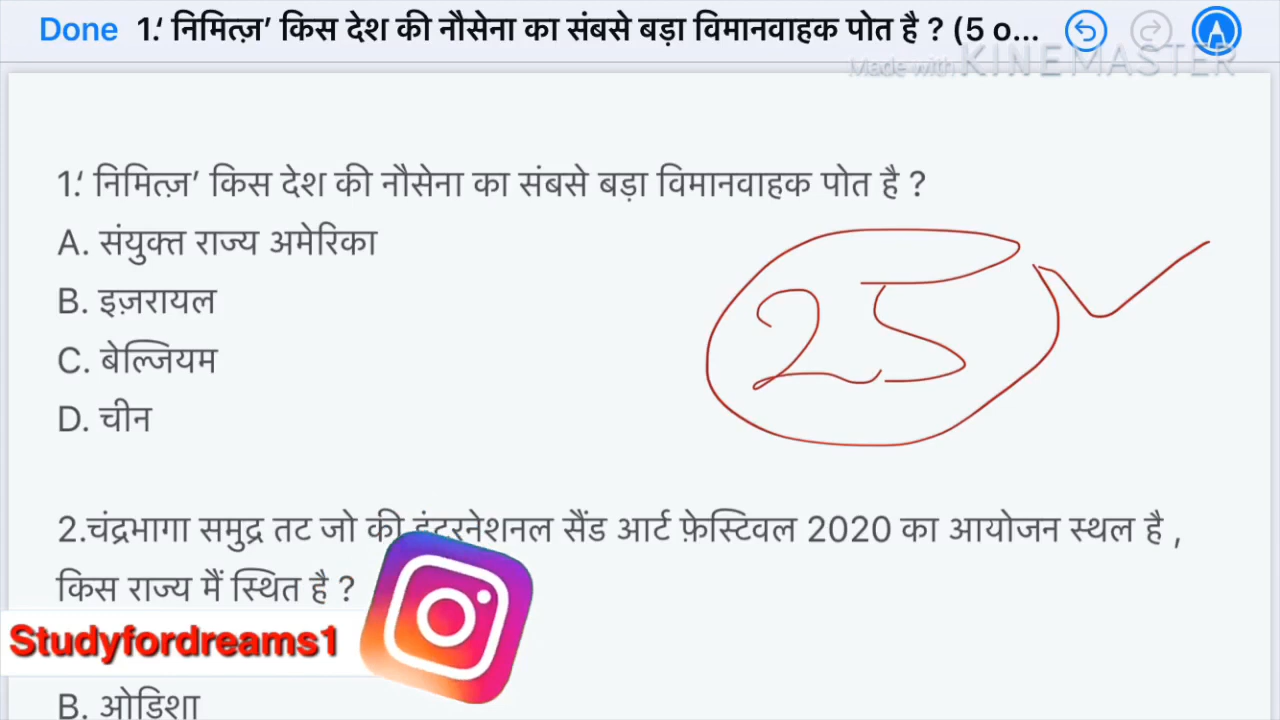 Done 1.‘ निमित्ज़’ किस देश की नौसेना का संबसे बड़ा विमानवाहक पोत है ? (5 o...
Made with KINEMASTER
1.‘ निमित्ज़’ किस देश की नौसेना का संबसे बड़ा विमानवाहक पोत है ?
A. संयुक्त राज्य अमेरिका
B. इज़रायल
C. बेल्जियम
D. चीन
25
2.चंद्रभागा समुद्र तट जो की इंटरनेशनल सैंड आर्ट फ़ेस्टिवल 2020 का आयोजन स्थल है ,
किस राज्य मैं स्थित है ?
Studyfordreams1
B. ओडिशा